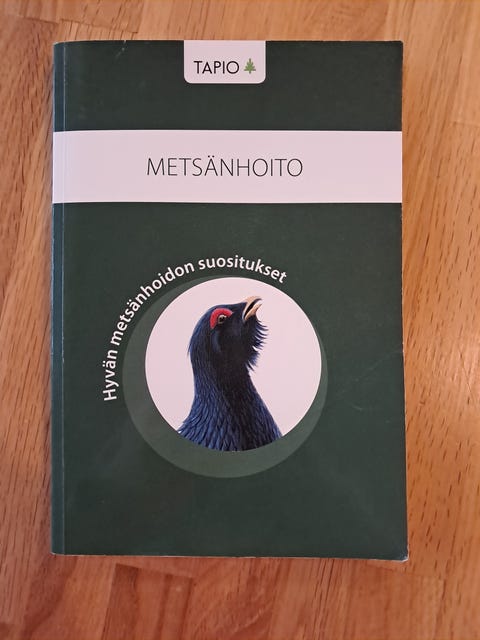 TAPIO
METSÄNHOITO
Hyvän metsänhoidon suositukset